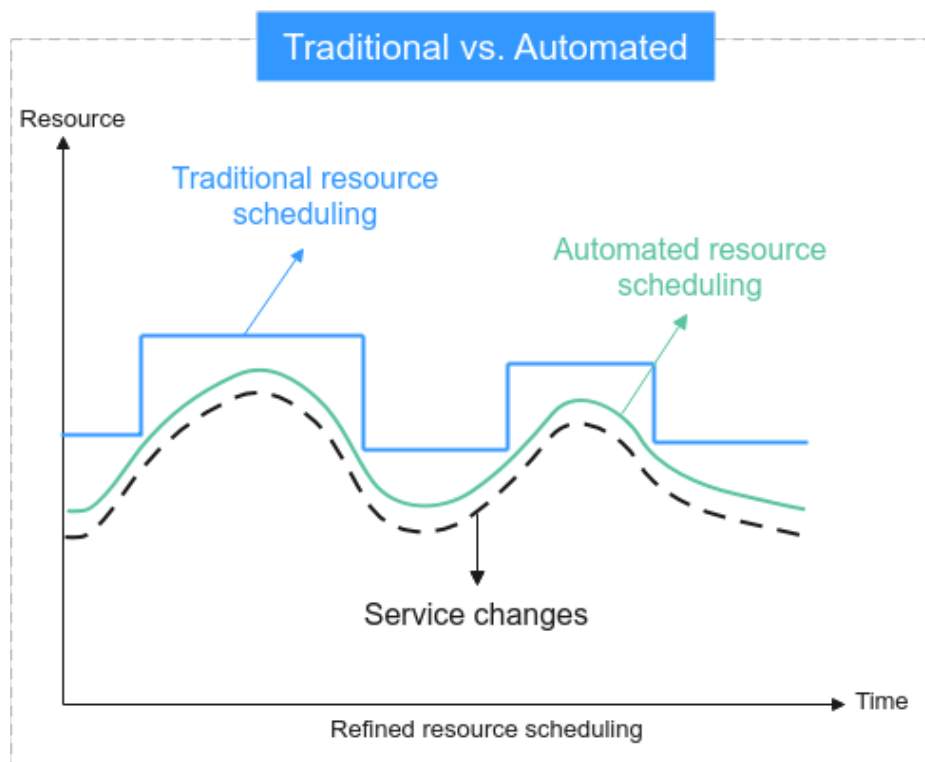 Traditional vs. Automated
Resource
Traditional resource
scheduling
Automated resource
scheduling
Service changes
Time
Refined resource scheduling